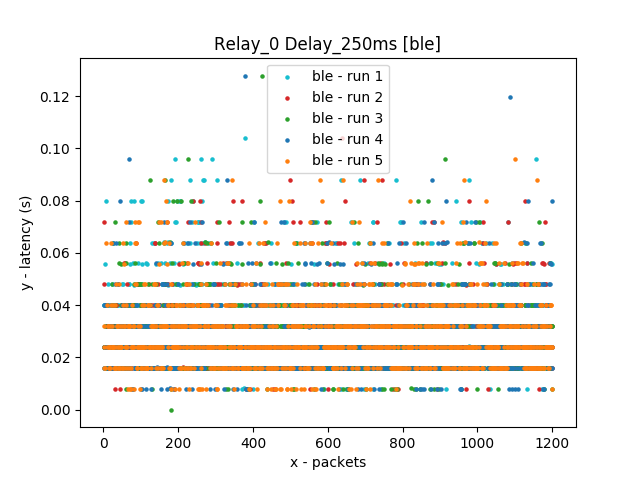 Relay_0 Delay_250ms [ble]
ble - run 1
ble - run 2
ble - run 3
ble - run 4
ble - run 5
y - latency (s)
0.12
0.10
0.08
0.06
0.04
0.02
0.00
0 200 400 600 800 1000 1200
x - packets